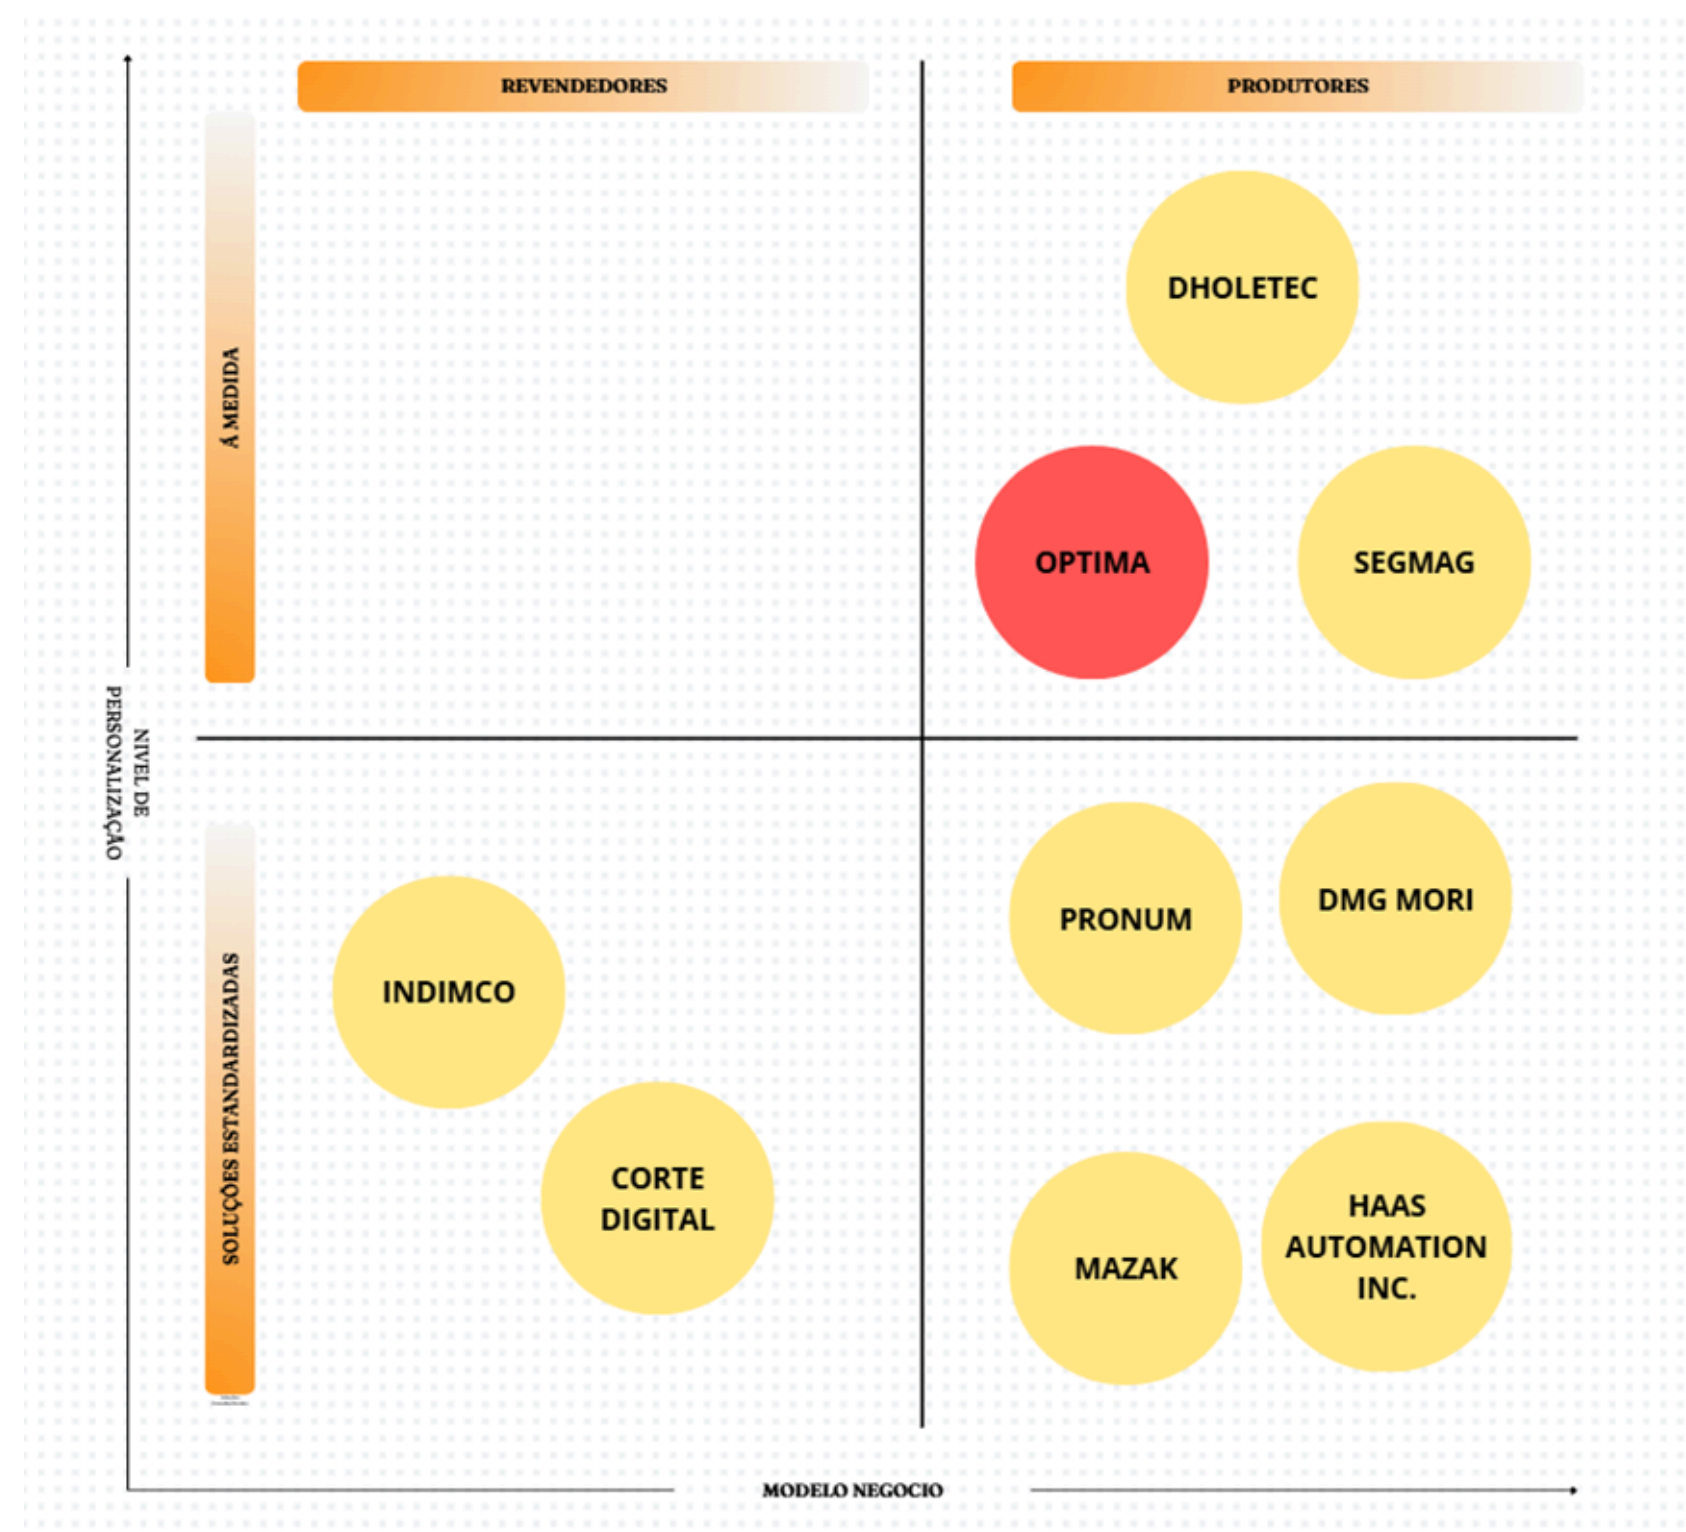 REVENDEDORES
PRODUTORES
DHOLETEC
Á MEDIDA
OPTIMA
SEGMAG
NIVEL DE
PERSONALIZAÇÃO
PRONUM
DMG MORI
INDIMCO
SOLUÇÕES ESTANDARDIZADAS
CORTE
DIGITAL
MAZAK
HAAS
AUTOMATION
INC.
MODELO NEGOCIO